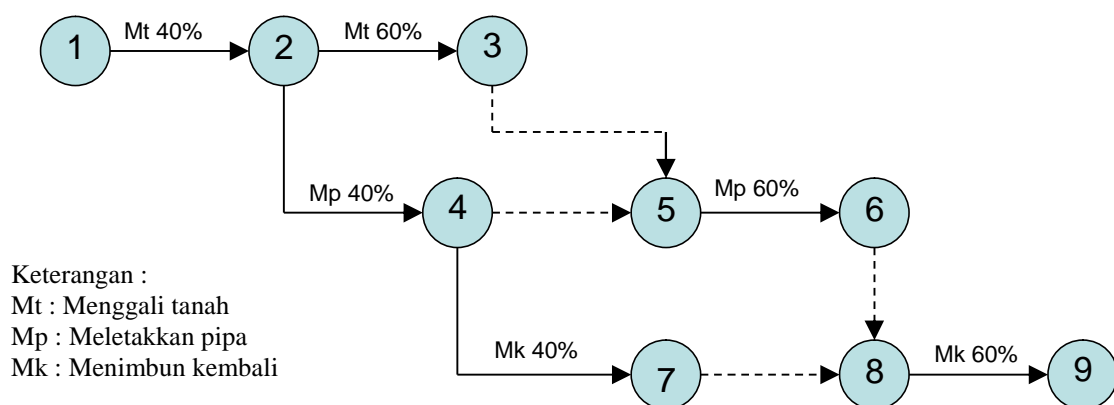 1
Mt 40%
2
Mt 60%
3
Mp 40%
4
5
Mp 60%
6
Keterangan :
Mt : Menggali tanah
Mp : Meletakkan pipa
Mk : Menimbun kembali
Mk 40%
7
8
Mk 60%
9